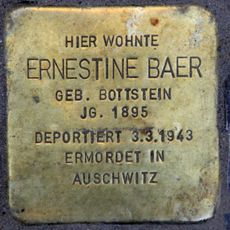 HIER WOHNTE
ERNESTINE BAER
GEB. BOTTSTEIN
JG. 1895
DEPORTIERT 3.3.1943
ERMORDET IN
AUSCHWITZ